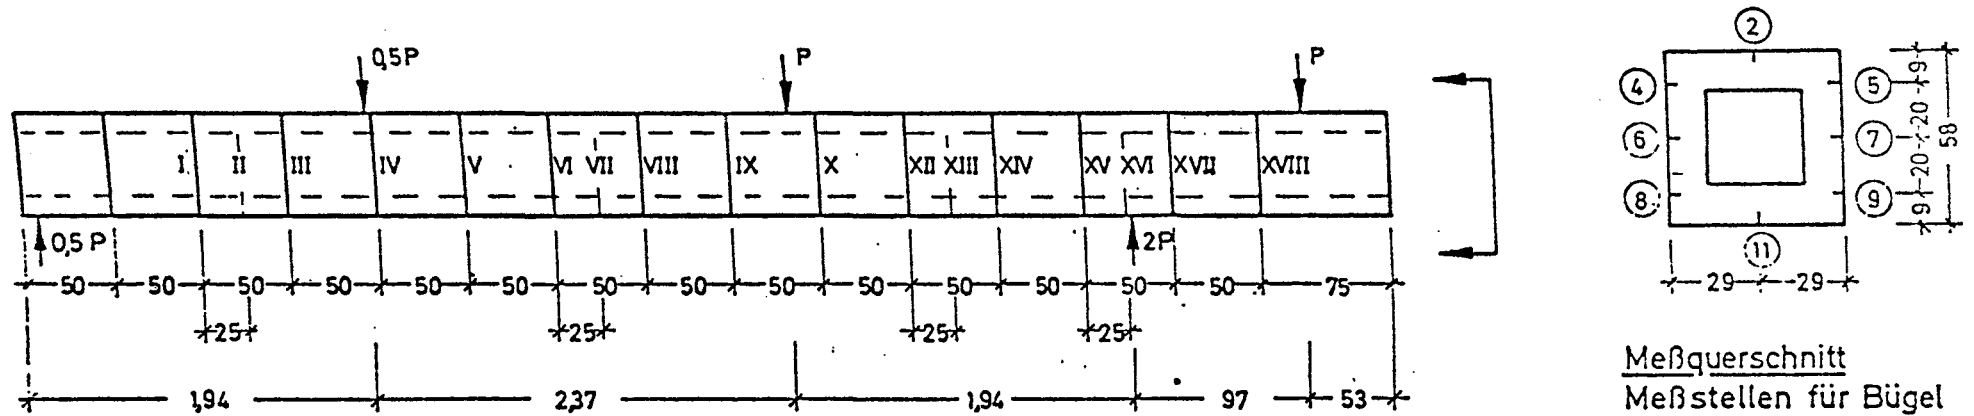 0,5P P P
I II III IV V VI VII VIII IX X XII XIII XIV XV XVI XVII XVIII
0,5 P 2P
50 50 50 50 50 50 50 50 50 50 50 50 50 50 75
25 25 25 25
1,94 2,37 1,94 97 53
2
4 5
6 7
8 9
11
9 20 20 9
58
29 29
Meßquerschnitt
Meßstellen für Bügel